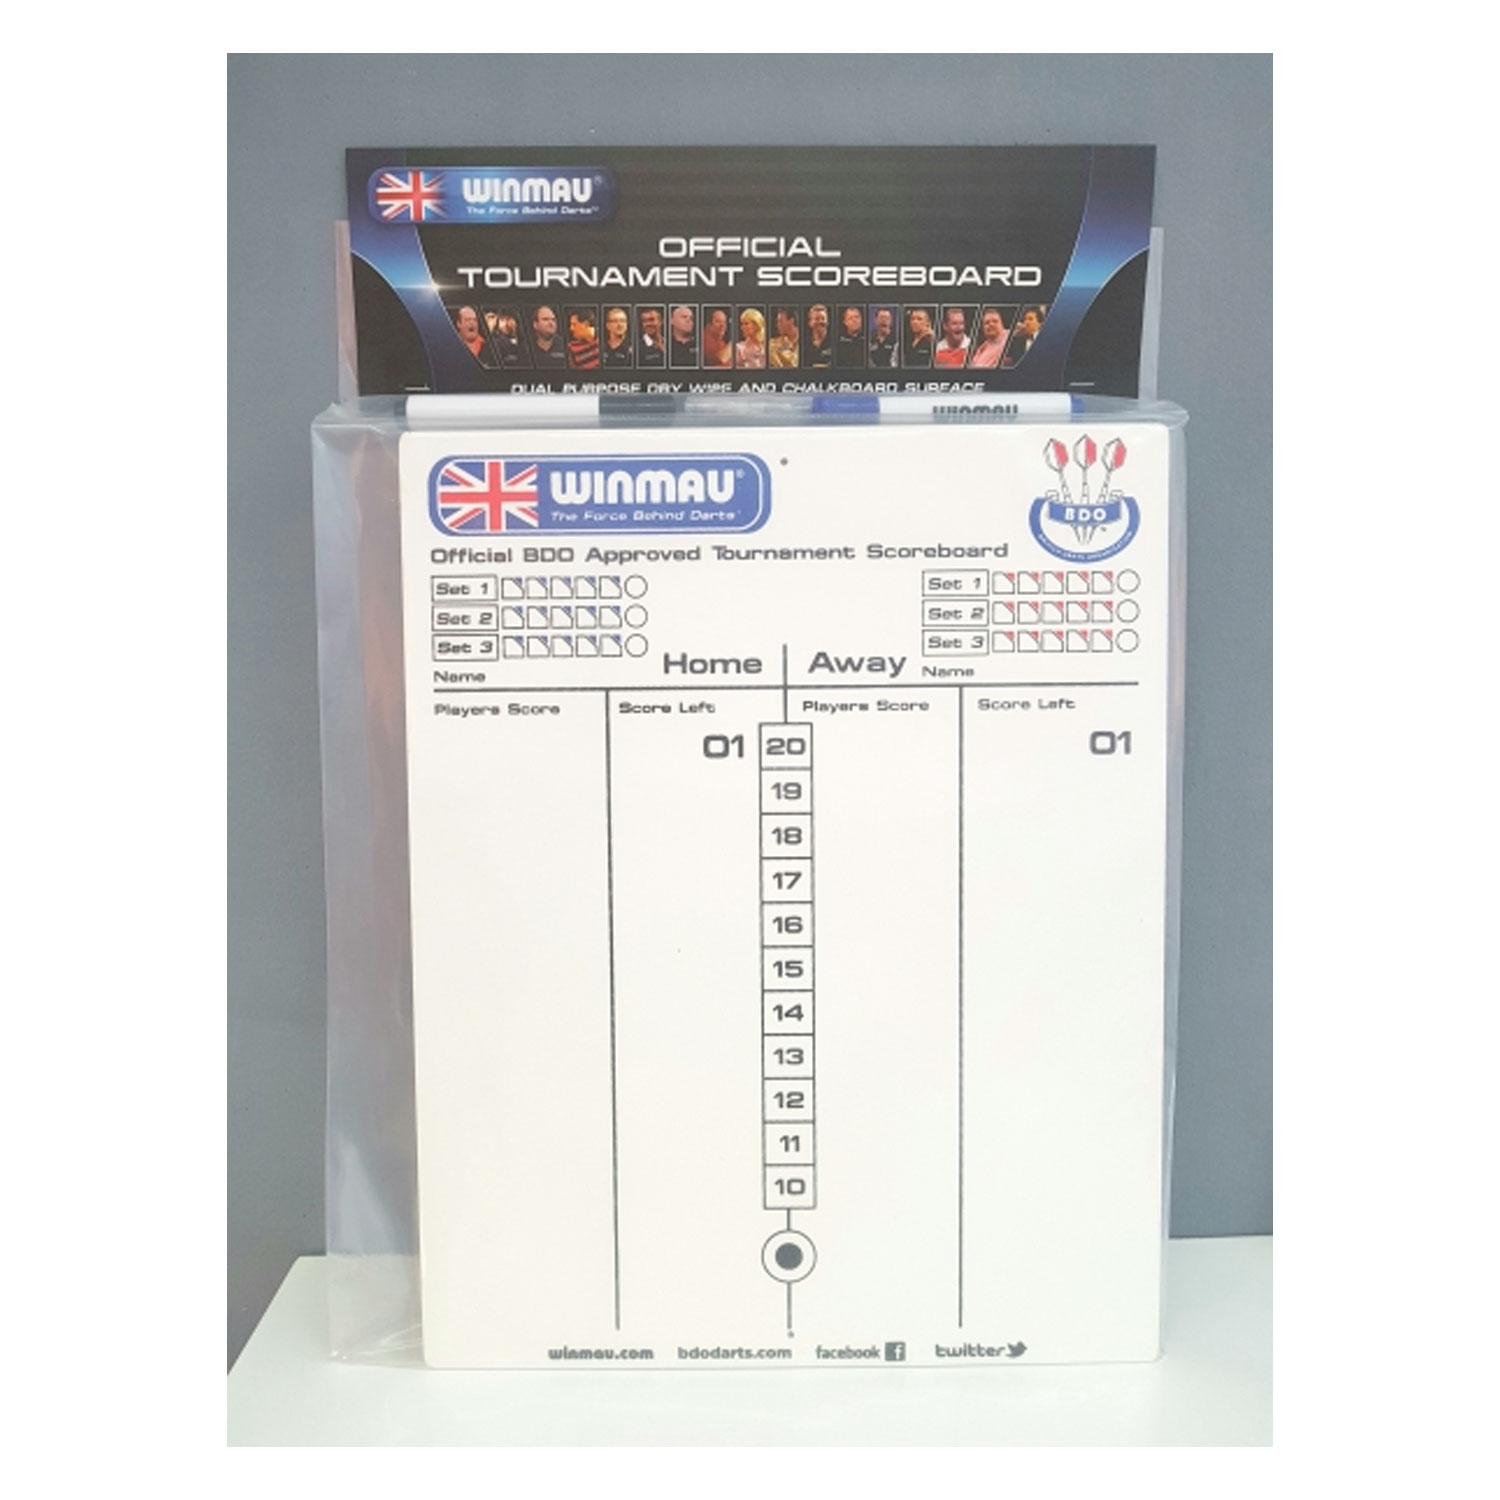 WINMAU®
The Force Behind Darts™
OFFICIAL
TOURNAMENT SCOREBOARD
DUAL PURPOSE DRY WIPE AND CHALKBOARD SURFACE
WINMAU
WINMAU®
The Force Behind Darts
BDO
Official BDO Approved Tournament Scoreboard
Set 1
Set 1
Set 2
Set 2
Set 3
Set 3
Home
Away
Name
Name
Players Score
Score Left
Players Score
Score Left
01
20
01
19
18
17
16
15
14
13
12
11
10
winmau.com bdodarts.com facebook f twitter